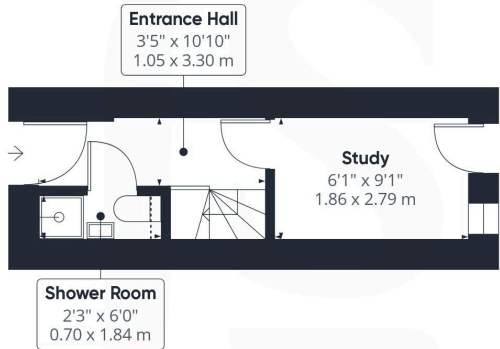 Entrance Hall
3'5" x 10'10"
1.05 x 3.30 m
Study
6'1" x 9'1"
1.86 x 2.79 m
Shower Room
2'3" x 6'0"
0.70 x 1.84 m